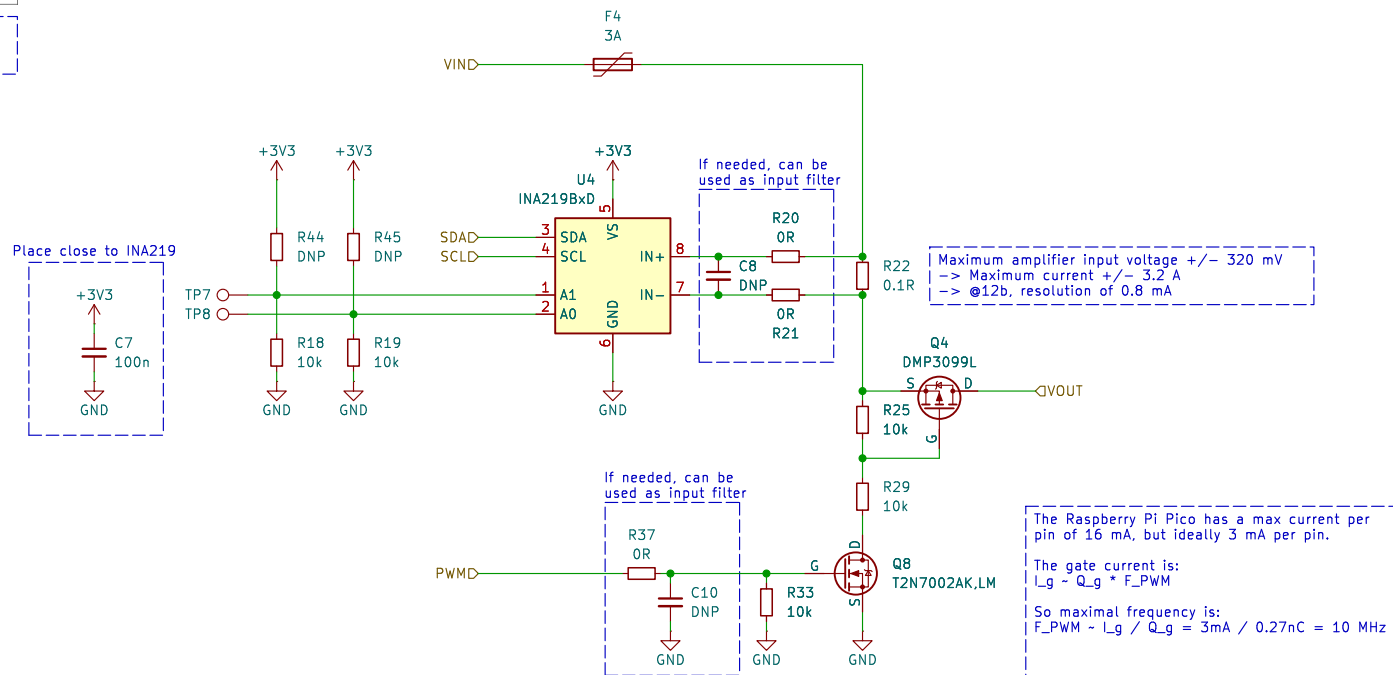 F4
3A
VIN
+3V3
+3V3
+3V3
U4
INA219BxD
If needed, can be
used as input filter
R20
0R
R44
DNP
R45
DNP
SDA
SCL
3
4
1
2
5
6
8
7
SDA
SCL
A1
A0
VS
GND
IN+
IN-
C8
DNP
0R
R21
R22
0.1R
Maximum amplifier input voltage +/- 320 mV
-> Maximum current +/- 3.2 A
-> @12b, resolution of 0.8 mA
Place close to INA219
+3V3
C7
100n
GND
TP7
TP8
R18
10k
R19
10k
GND
GND
GND
Q4
DMP3099L
S
D
G
VOUT
R25
10k
R29
10k
If needed, can be
used as input filter
R37
0R
PWM
C10
DNP
R33
10k
G
D
S
Q8
T2N7002AK,LM
GND
GND
GND
The Raspberry Pi Pico has a max current per
pin of 16 mA, but ideally 3 mA per pin.
The gate current is:
I_g ~ Q_g * F_PWM
So maximal frequency is:
F_PWM ~ I_g / Q_g = 3mA / 0.27nC = 10 MHz